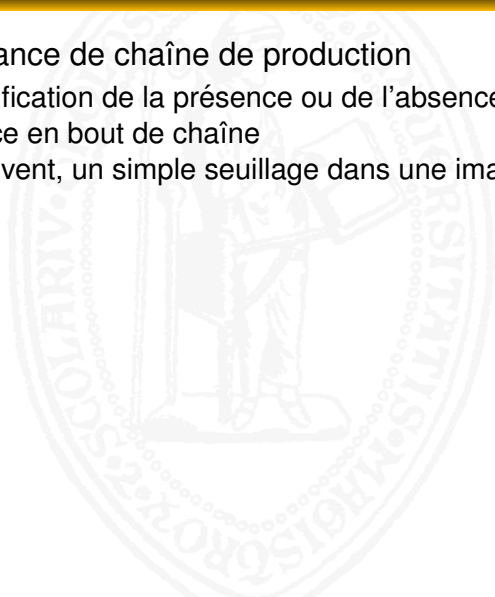 ance de chaîne de production
fication de la présence ou de l'absence
ce en bout de chaîne
vent, un simple seuillage dans une ima